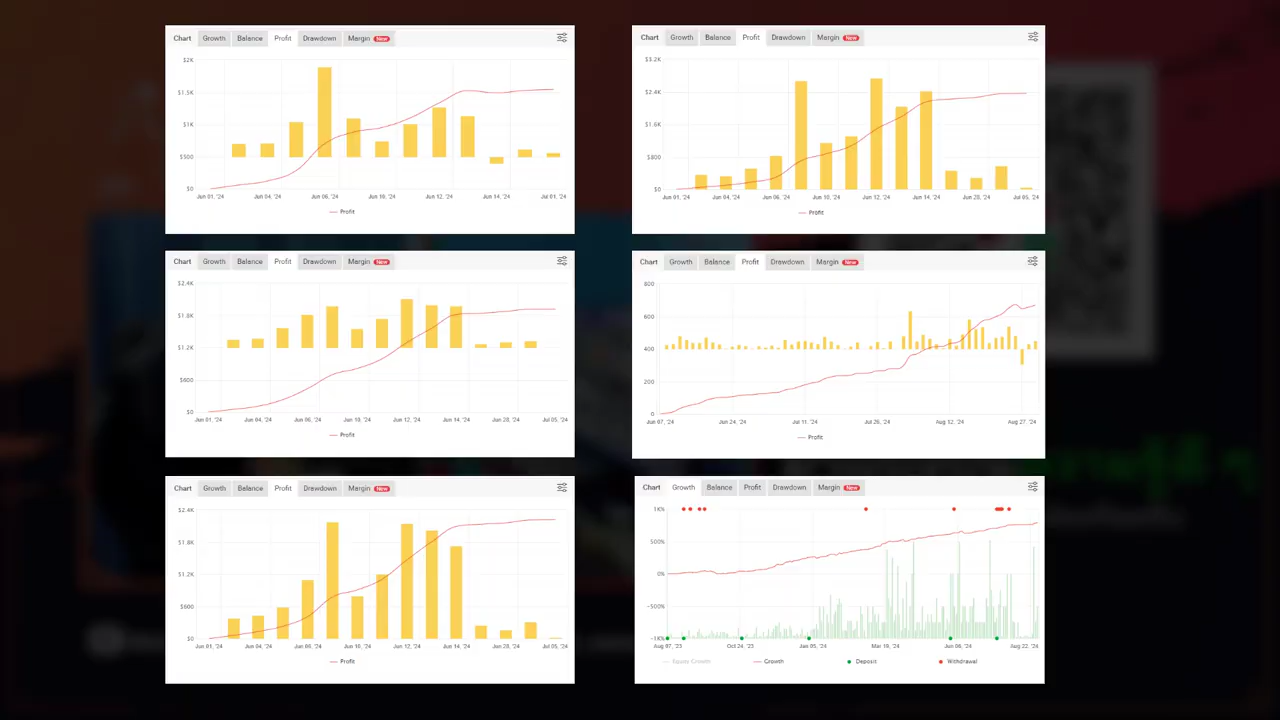 Chart Growth Balance Profit Drawdown Margin New
$2K
$1.5K
$1K
$500
$0
Jun 01, '24 Jun 04, '24 Jun 06, '24 Jun 10, '24 Jun 12, '24 Jun 14, '24 Jul 01, '24
Profit
Chart Growth Balance Profit Drawdown Margin New
$3.2K
$2.4K
$1.6K
$800
$0
Jun 01, '24 Jun 04, '24 Jun 06, '24 Jun 10, '24 Jun 12, '24 Jun 14, '24 Jun 28, '24 Jul 05, '24
Profit
Chart Growth Balance Profit Drawdown Margin New
$2.4K
$1.8K
$1.2K
$600
$0
Jun 01, '24 Jun 04, '24 Jun 06, '24 Jun 10, '24 Jun 12, '24 Jun 14, '24 Jun 28, '24 Jul 05, '24
Profit
Chart Growth Balance Profit Drawdown Margin New
800
600
400
200
0
Jun 07, '24 Jun 24, '24 Jul 11, '24 Jul 26, '24 Aug 12, '24 Aug 27, '24
Profit
Chart Growth Balance Profit Drawdown Margin New
$2.4K
$1.8K
$1.2K
$600
$0
Jun 01, '24 Jun 04, '24 Jun 06, '24 Jun 10, '24 Jun 12, '24 Jun 14, '24 Jun 28, '24 Jul 05, '24
Profit
Chart Growth Balance Profit Drawdown Margin New
1K%
500%
0%
-500%
-1K%
Aug 07, '23 Oct 24, '23 Jan 05, '24 Mar 19, '24 Jun 06, '24 Aug 22, '24
Equity Growth Growth Deposit Withdrawal